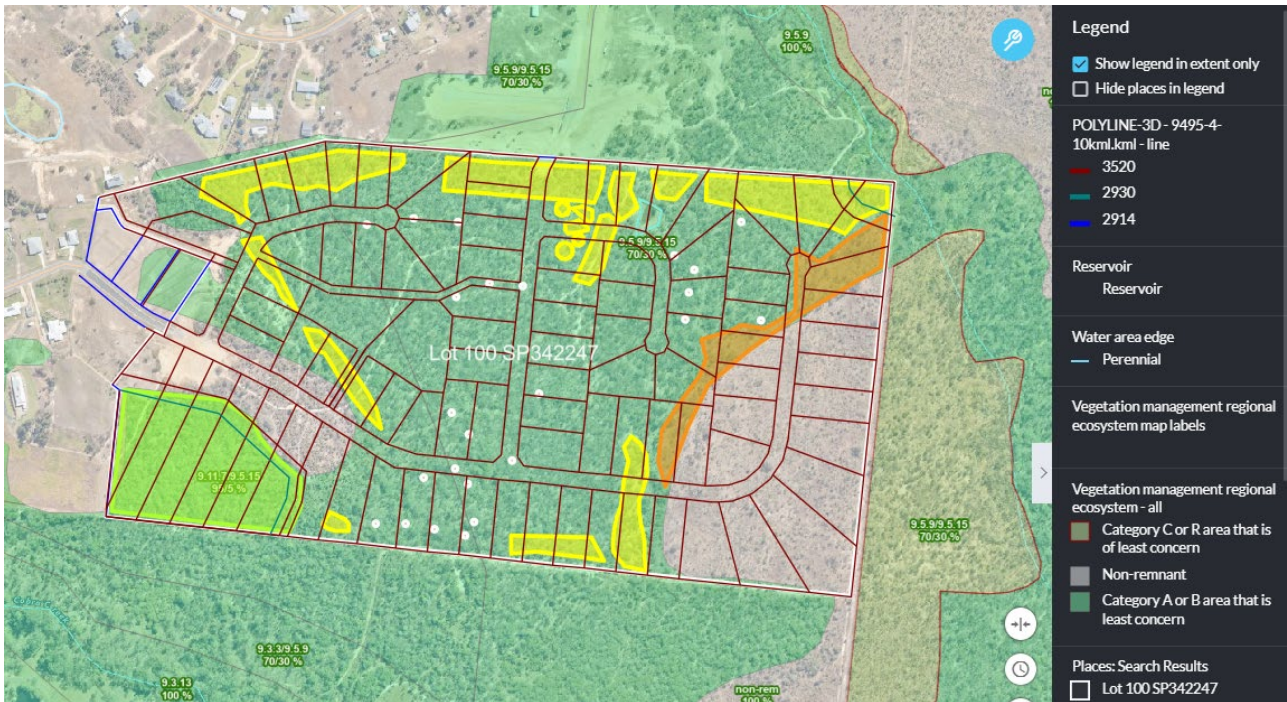 9.5.9
100 %
9.5.9/9.5.15
70/30 %
9.5.9/9.5.15
70/30 %
Lot 100 SP342247
9.11.7/9.5.15
95/5 %
9.5.9/9.5.15
70/30 %
9.3.3/9.5.9
70/30 %
9.3.13
100 %
non-rem
100 %
Legend
Show legend in extent only
Hide places in legend
POLYLINE-3D - 9495-4-
10kml.kml - line
3520
2930
2914
Reservoir
Reservoir
Water area edge
Perennial
Vegetation management regional
ecosystem map labels
Vegetation management regional
ecosystem - all
Category C or R area that is
of least concern
Non-remnant
Category A or B area that is
least concern
Places: Search Results
Lot 100 SP342247